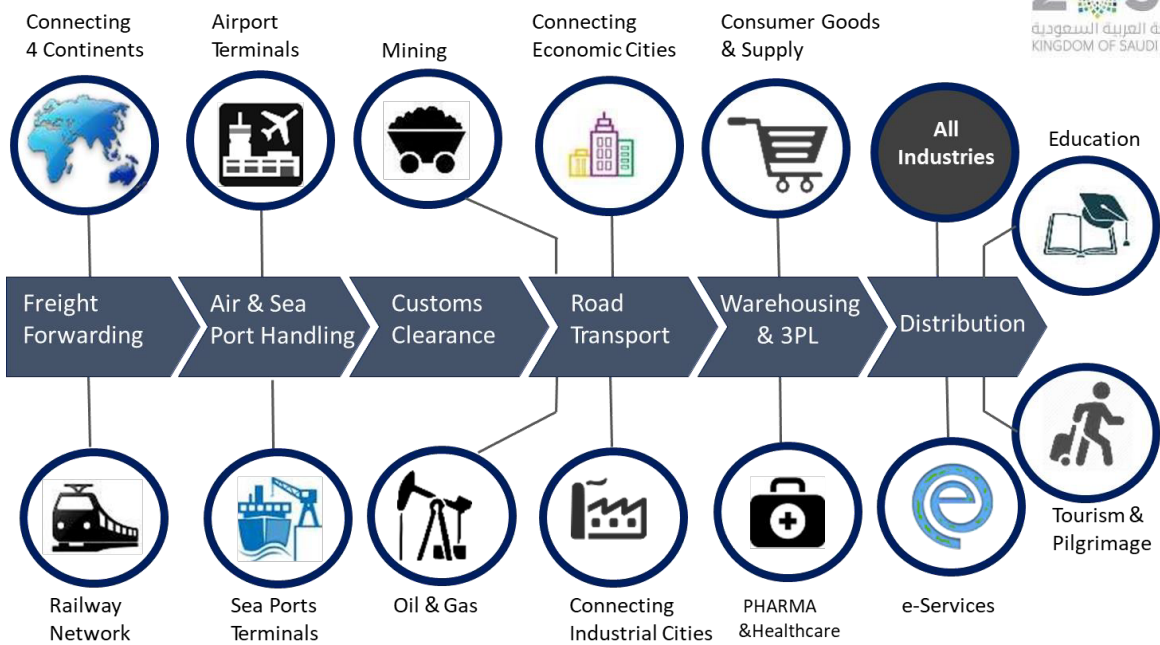 Connecting
4 Continents
Airport
Terminals
Mining
Connecting
Economic Cities
Consumer Goods
& Supply
العربية السعودية
KINGDOM OF SAUDI
All
Industries
Education
Freight
Forwarding
Air & Sea
Port Handling
Customs
Clearance
Road
Transport
Warehousing
& 3PL
Distribution
Railway
Network
Sea Ports
Terminals
Oil & Gas
Connecting
Industrial Cities
PHARMA
&Healthcare
e-Services
Tourism &
Pilgrimage